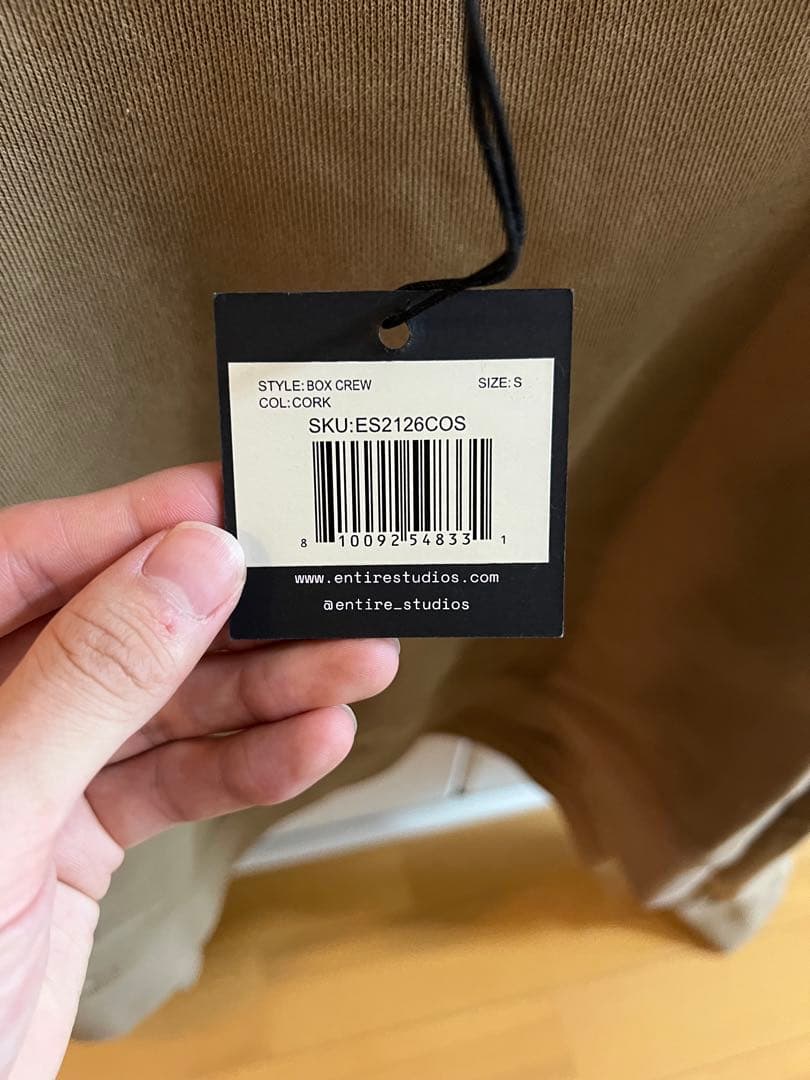 STYLE:BOX CREW SIZE:S
COL:CORK
SKU:ES2126COS
8 10092 54833 1
www.entirestudios.com
@entire_studios